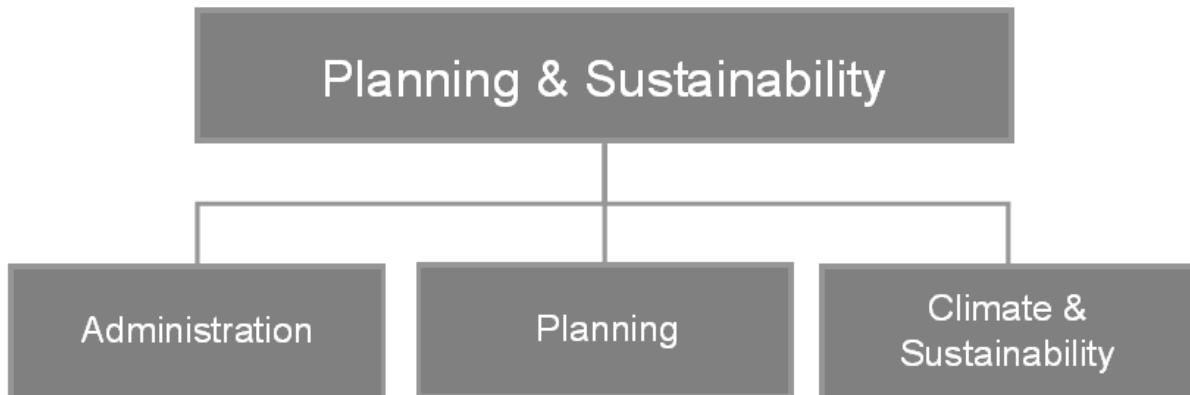 Planning & Sustainability
Administration
Planning
Climate &
Sustainability